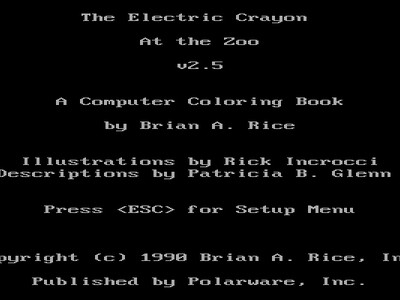 The Electric Crayon
At the Zoo
v2.5
A Computer Coloring Book
by Brian A. Rice
Illustrations by Rick Incrocci
Descriptions by Patricia B. Glenn
Press <ESC> for Setup Menu
pyright (c) 1990 Brian A. Rice, In
Published by Polarware, Inc.